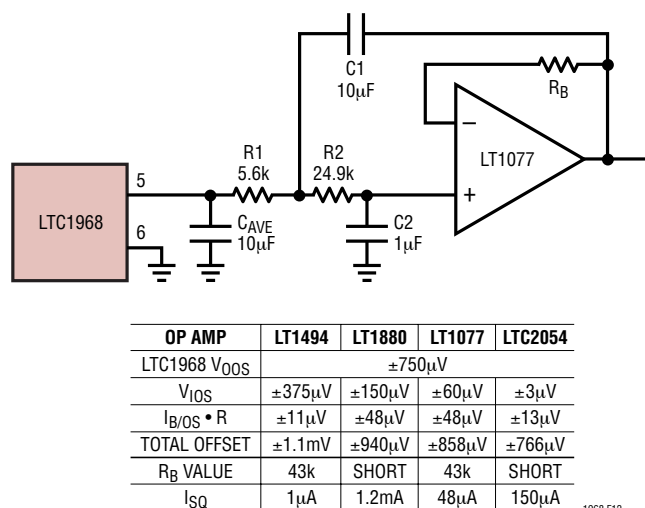 C1
10µF
R_B
R1
5.6k
R2
24.9k
LT1077
−
+
LTC1968
5
6
C_AVE
10µF
C2
1µF
OP AMP LT1494 LT1880 LT1077 LTC2054
LTC1968 V_OOS ±750µV
V_IOS ±375µV ±150µV ±60µV ±3µV
I_B/OS • R ±11µV ±48µV ±48µV ±13µV
TOTAL OFFSET ±1.1mV ±940µV ±858µV ±766µV
R_B VALUE 43k SHORT 43k SHORT
I_SQ 1µA 1.2mA 48µA 150µA